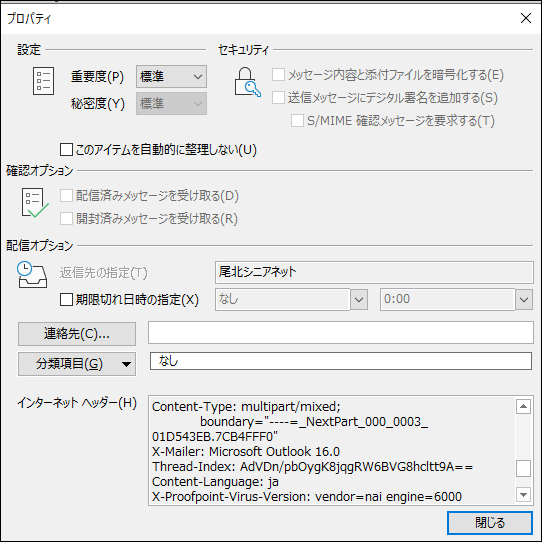 プロパティ
設定
セキュリティ
重要度(P)
標準
メッセージ内容と添付ファイルを暗号化する(E)
秘密度(Y)
標準
送信メッセージにデジタル署名を追加する(S)
S/MIME 確認メッセージを要求する(T)
このアイテムを自動的に整理しない(U)
確認オプション
配信済みメッセージを受け取る(D)
開封済みメッセージを受け取る(R)
配信オプション
返信先の指定(T)
尾北シニアネット
期限切れ日時の指定(X)
なし
0:00
連絡先(C)...
分類項目(G)
なし
インターネット ヘッダー(H)
Content-Type: multipart/mixed;
boundary="----=_NextPart_000_0003_
01D543EB.7CB4FFF0"
X-Mailer: Microsoft Outlook 16.0
Thread-Index: AdVDn/pbOygK8jqgRW6BVG8hcltt9A==
Content-Language: ja
X-Proofpoint-Virus-Version: vendor=nai engine=6000
閉じる